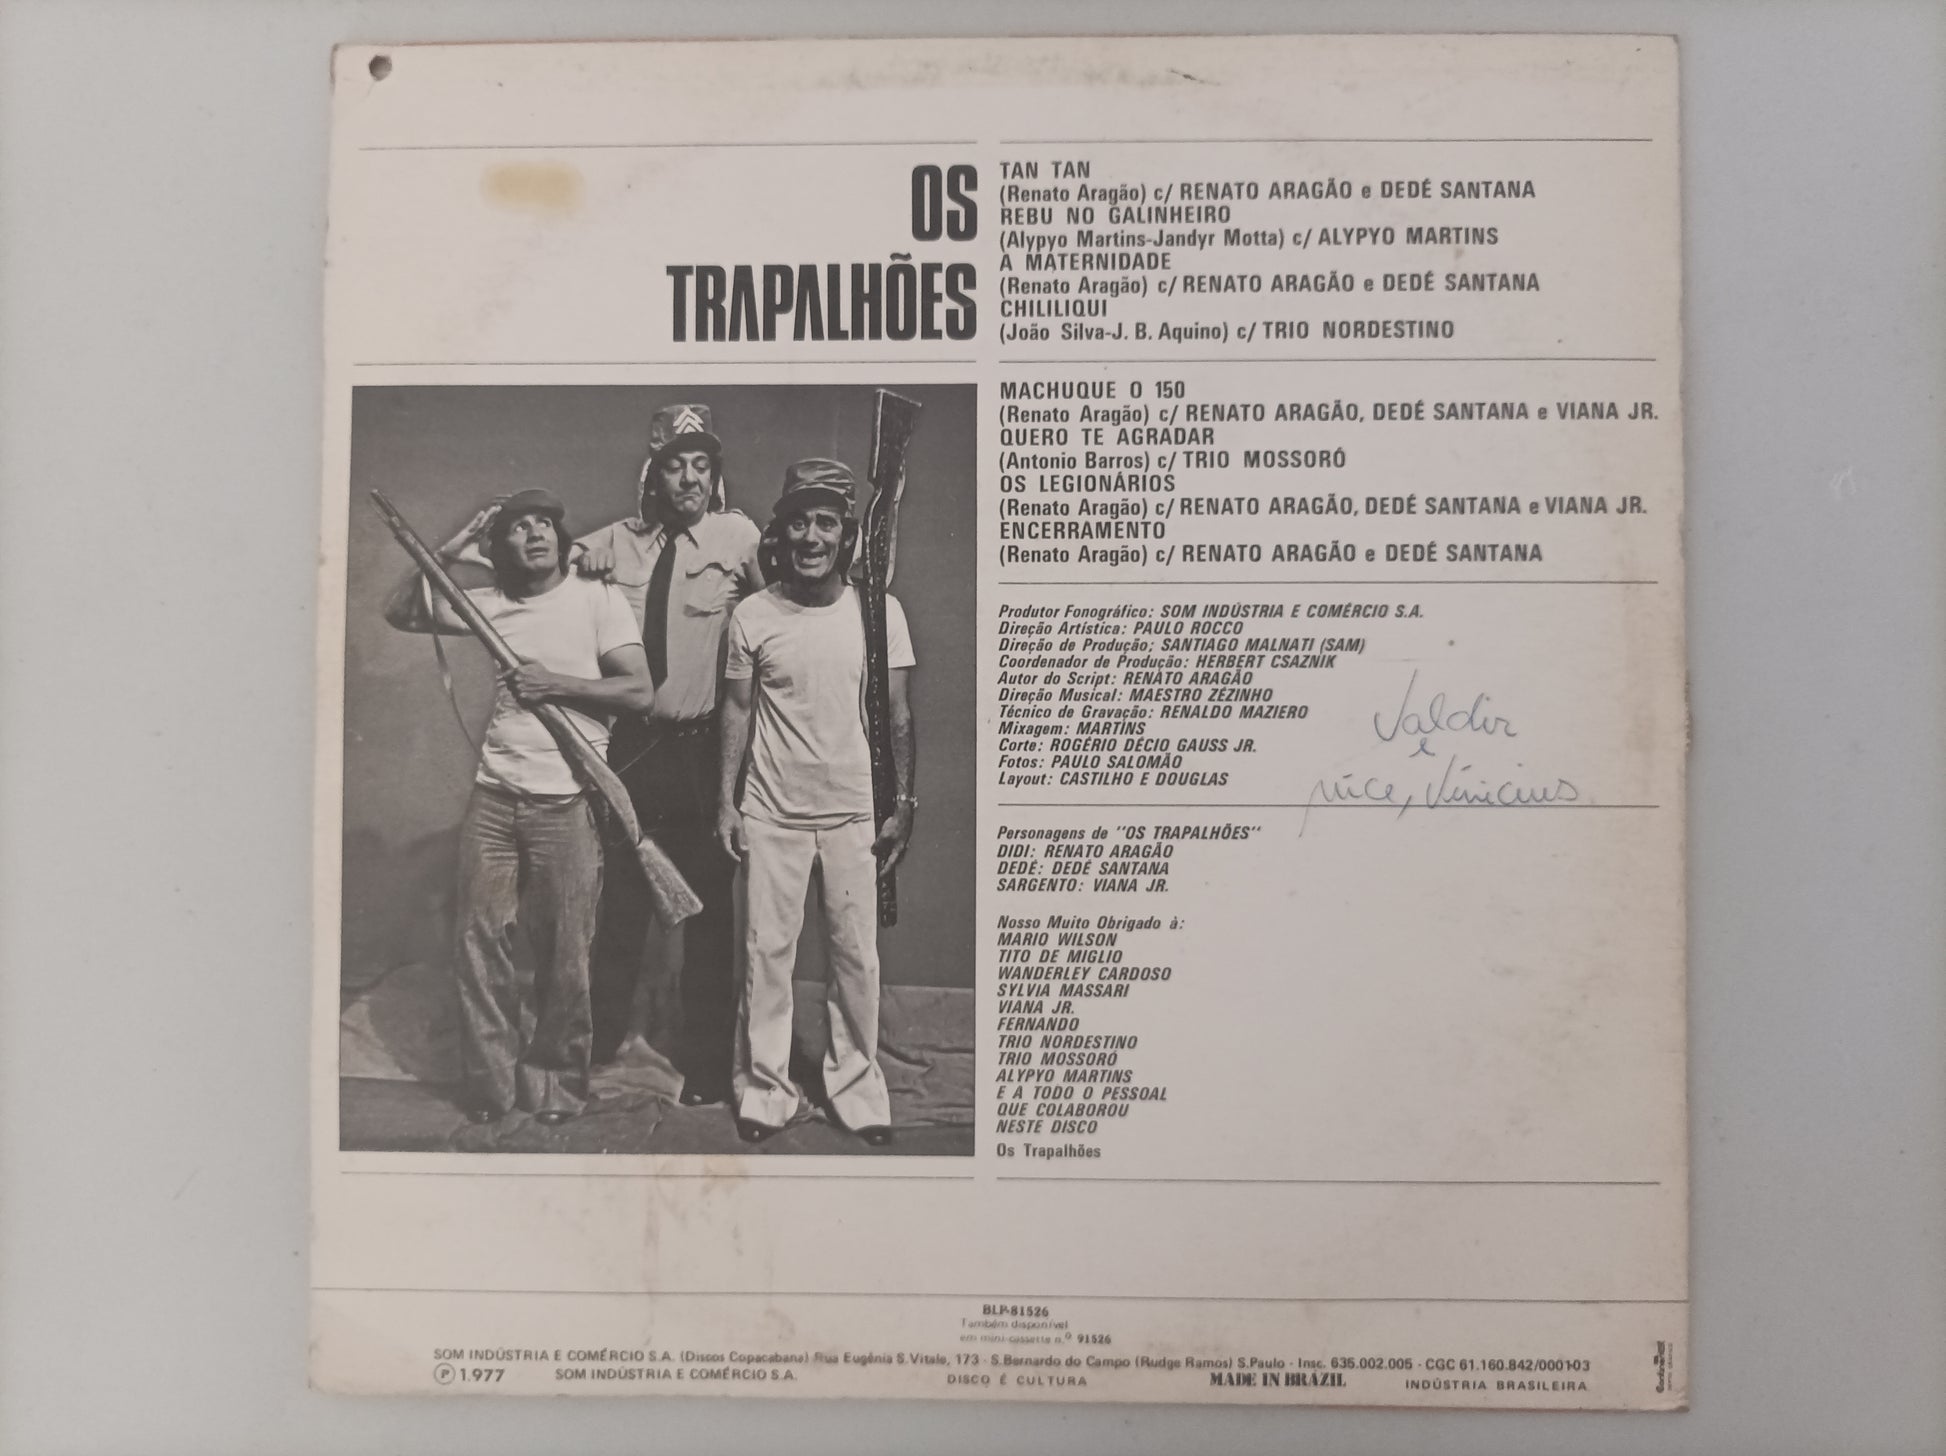 OS
TRAPALHÕES
TAN TAN
(Renato Aragão) c/ RENATO ARAGÃO e DEDÉ SANTANA
REBU NO GALINHEIRO
(Alypyo Martins-Jandyr Motta) c/ ALYPYO MARTINS
A MATERNIDADE
(Renato Aragão) c/ RENATO ARAGÃO e DEDÉ SANTANA
CHILILIQUI
(João Silva-J. B. Aquino) c/ TRIO NORDESTINO
MACHUQUE O 150
(Renato Aragão) c/ RENATO ARAGÃO, DEDÉ SANTANA e VIANA JR.
QUERO TE AGRADAR
(Antonio Barros) c/ TRIO MOSSORÓ
OS LEGIONÁRIOS
(Renato Aragão) c/ RENATO ARAGÃO, DEDÉ SANTANA e VIANA JR.
ENCERRAMENTO
(Renato Aragão) c/ RENATO ARAGÃO e DEDÉ SANTANA
Produtor Fonográfico: SOM INDÚSTRIA E COMÉRCIO S.A.
Direção Artística: PAULO ROCCO
Direção de Produção; SANTIAGO MALNATI (SAM)
Coordenador de Produção: HERBERT CSAZNIK
Autor do Script: RENATO ARAGÃO
Direção Musical: MAESTRO ZÉZINHO
Técnico de Gravação: RENALDO MAZIERO
Mixagem: MARTINS
Corte: ROGÉRIO DÉCIO GAUSS JR.
Fotos: PAULO SALOMÃO
Layout: CASTILHO E DOUGLAS
Valdir
e
nice, Vinicius
Personagens de "OS TRAPALHÕES"
DIDI: RENATO ARAGÃO
DEDÉ: DEDÉ SANTANA
SARGENTO: VIANA JR.
Nosso Muito Obrigado à:
MARIO WILSON
TITO DE MIGLIO
WANDERLEY CARDOSO
SYLVIA MASSARI
VIANA JR.
FERNANDO
TRIO NORDESTINO
TRIO MOSSORÓ
ALYPYO MARTINS
E A TODO O PESSOAL
QUE COLABOROU
NESTE DISCO
Os Trapalhões
BLP-81526
Também disponível
em mini-cassette n.º 91526
SOM INDÚSTRIA E COMÉRCIO S.A. (Discos Copacabana) Rua Eugênia S. Vitale, 173 - S. Bernardo do Campo (Rudge Ramos) S. Paulo - Insc. 635.002.005 - CGC 61.160.842/0001-03
℗ 1.977 SOM INDÚSTRIA E COMÉRCIO S.A. DISCO É CULTURA MADE IN BRAZIL INDÚSTRIA BRASILEIRA